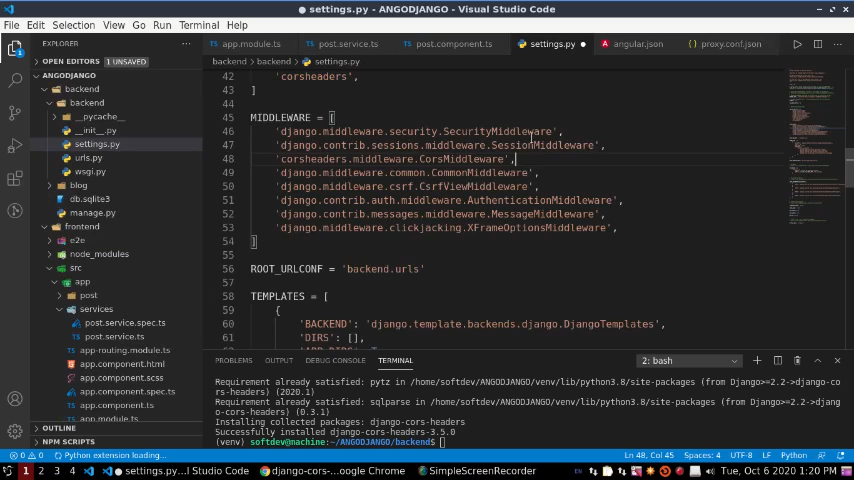 settings.py - ANGODJANGO - Visual Studio Code
File Edit Selection View Go Run Terminal Help
EXPLORER
app.module.ts post.service.ts post.component.ts settings.py angular.json proxy.conf.json
OPEN EDITORS 1 UNSAVED
backend > backend > settings.py
ANGODJANGO
backend
backend
__pycache__
__init__.py
settings.py
urls.py
wsgi.py
blog
db.sqlite3
manage.py
frontend
e2e
node_modules
src
app
post
services
post.service.spec.ts
post.service.ts
app-routing.module.ts
app.component.html
app.component.scss
app.component.spec.ts
app.component.ts
app.module.ts
OUTLINE
NPM SCRIPTS
42 'corsheaders',
43 ]
44
45 MIDDLEWARE = [
46 'django.middleware.security.SecurityMiddleware',
47 'django.contrib.sessions.middleware.SessionMiddleware',
48 'corsheaders.middleware.CorsMiddleware',
49 'django.middleware.common.CommonMiddleware',
50 'django.middleware.csrf.CsrfViewMiddleware',
51 'django.contrib.auth.middleware.AuthenticationMiddleware',
52 'django.contrib.messages.middleware.MessageMiddleware',
53 'django.middleware.clickjacking.XFrameOptionsMiddleware',
54 ]
55
56 ROOT_URLCONF = 'backend.urls'
57
58 TEMPLATES = [
59 {
60 'BACKEND': 'django.template.backends.django.DjangoTemplates',
61 'DIRS': [],
PROBLEMS OUTPUT DEBUG CONSOLE TERMINAL 2: bash
Requirement already satisfied: pytz in /home/softdev/ANGODJANGO/venv/lib/python3.8/site-packages (from Django>=2.2->django-co
rs-headers) (2020.1)
Requirement already satisfied: sqlparse in /home/softdev/ANGODJANGO/venv/lib/python3.8/site-packages (from Django>=2.2->djang
o-cors-headers) (0.3.1)
Installing collected packages: django-cors-headers
Successfully installed django-cors-headers-3.5.0
(venv) softdev@machine:~/ANGODJANGO/backend$
0 0 Python extension loading... Ln 48, Col 45 Spaces: 4 UTF-8 LF Python
1 2 3 4 settings.py...l Studio Code django-cors-...oogle Chrome SimpleScreenRecorder EN Tue, Oct 6 2020 1:20 PM